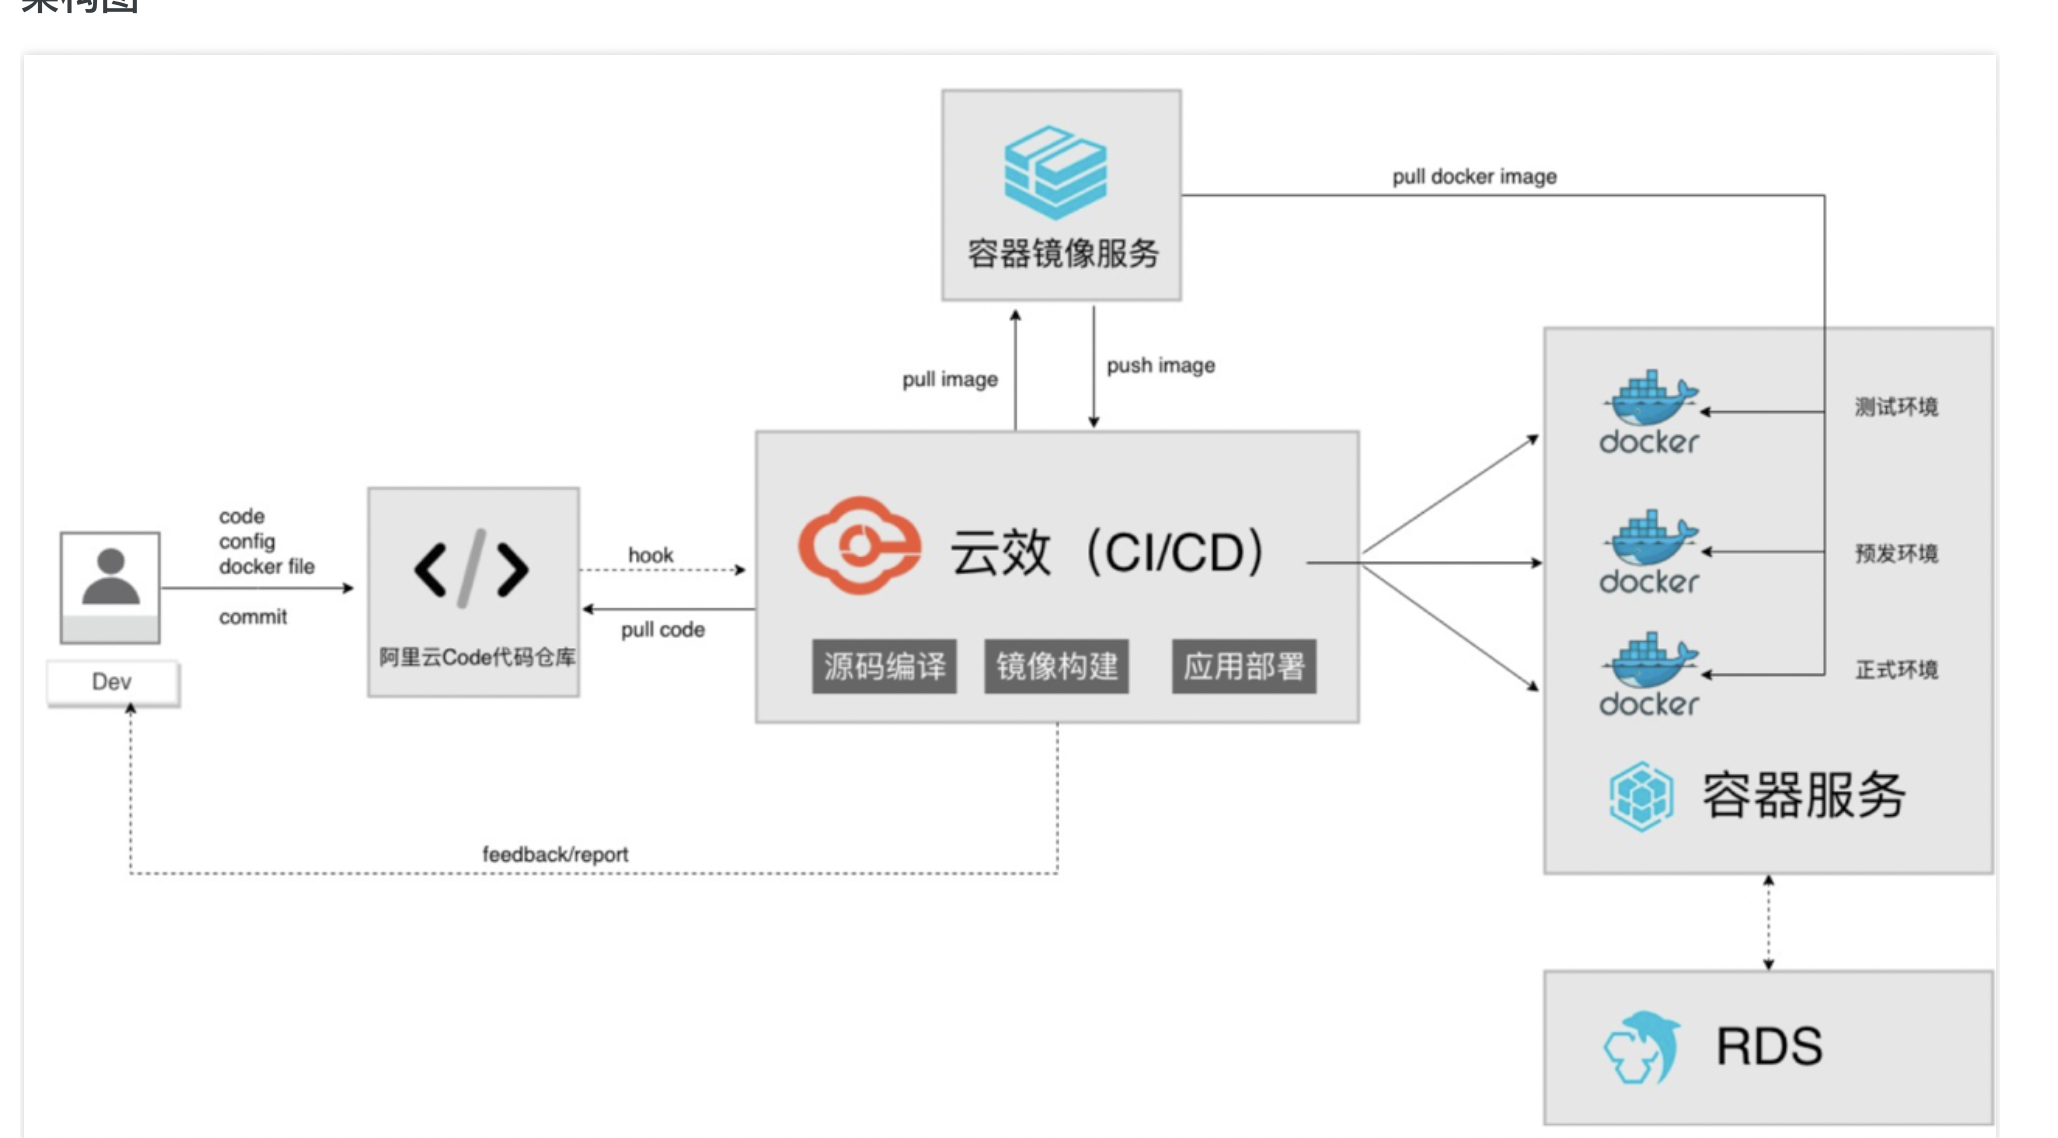 架构图
容器镜像服务
pull docker image
pull image
push image
测试环境
docker
code
config
docker file
commit
Dev
阿里云Code代码仓库
hook
pull code
云效（CI/CD）
源码编译
镜像构建
应用部署
预发环境
docker
正式环境
docker
容器服务
feedback/report
RDS